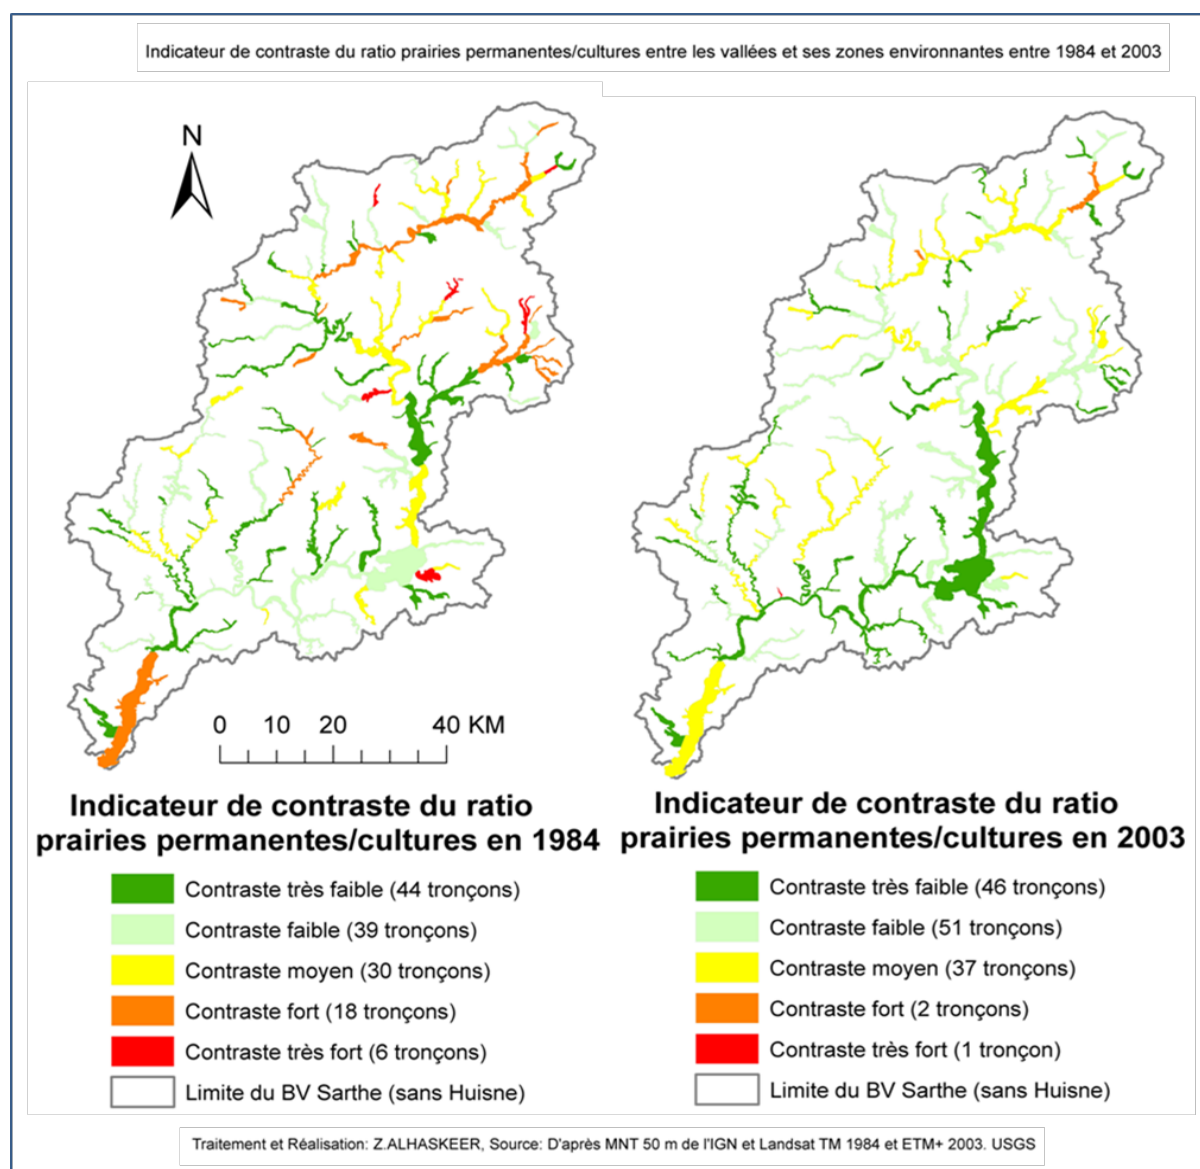 Indicateur de contraste du ratio prairies permanentes/cultures entre les vallées et ses zones environnantes entre 1984 et 2003
N
0 10 20 40 KM
Indicateur de contraste du ratio
prairies permanentes/cultures en 1984
Contraste très faible (44 tronçons)
Contraste faible (39 tronçons)
Contraste moyen (30 tronçons)
Contraste fort (18 tronçons)
Contraste très fort (6 tronçons)
Limite du BV Sarthe (sans Huisne)
Indicateur de contraste du ratio
prairies permanentes/cultures en 2003
Contraste très faible (46 tronçons)
Contraste faible (51 tronçons)
Contraste moyen (37 tronçons)
Contraste fort (2 tronçons)
Contraste très fort (1 tronçon)
Limite du BV Sarthe (sans Huisne)
Traitement et Réalisation: Z.ALHASKEER, Source: D'après MNT 50 m de l'IGN et Landsat TM 1984 et ETM+ 2003. USGS